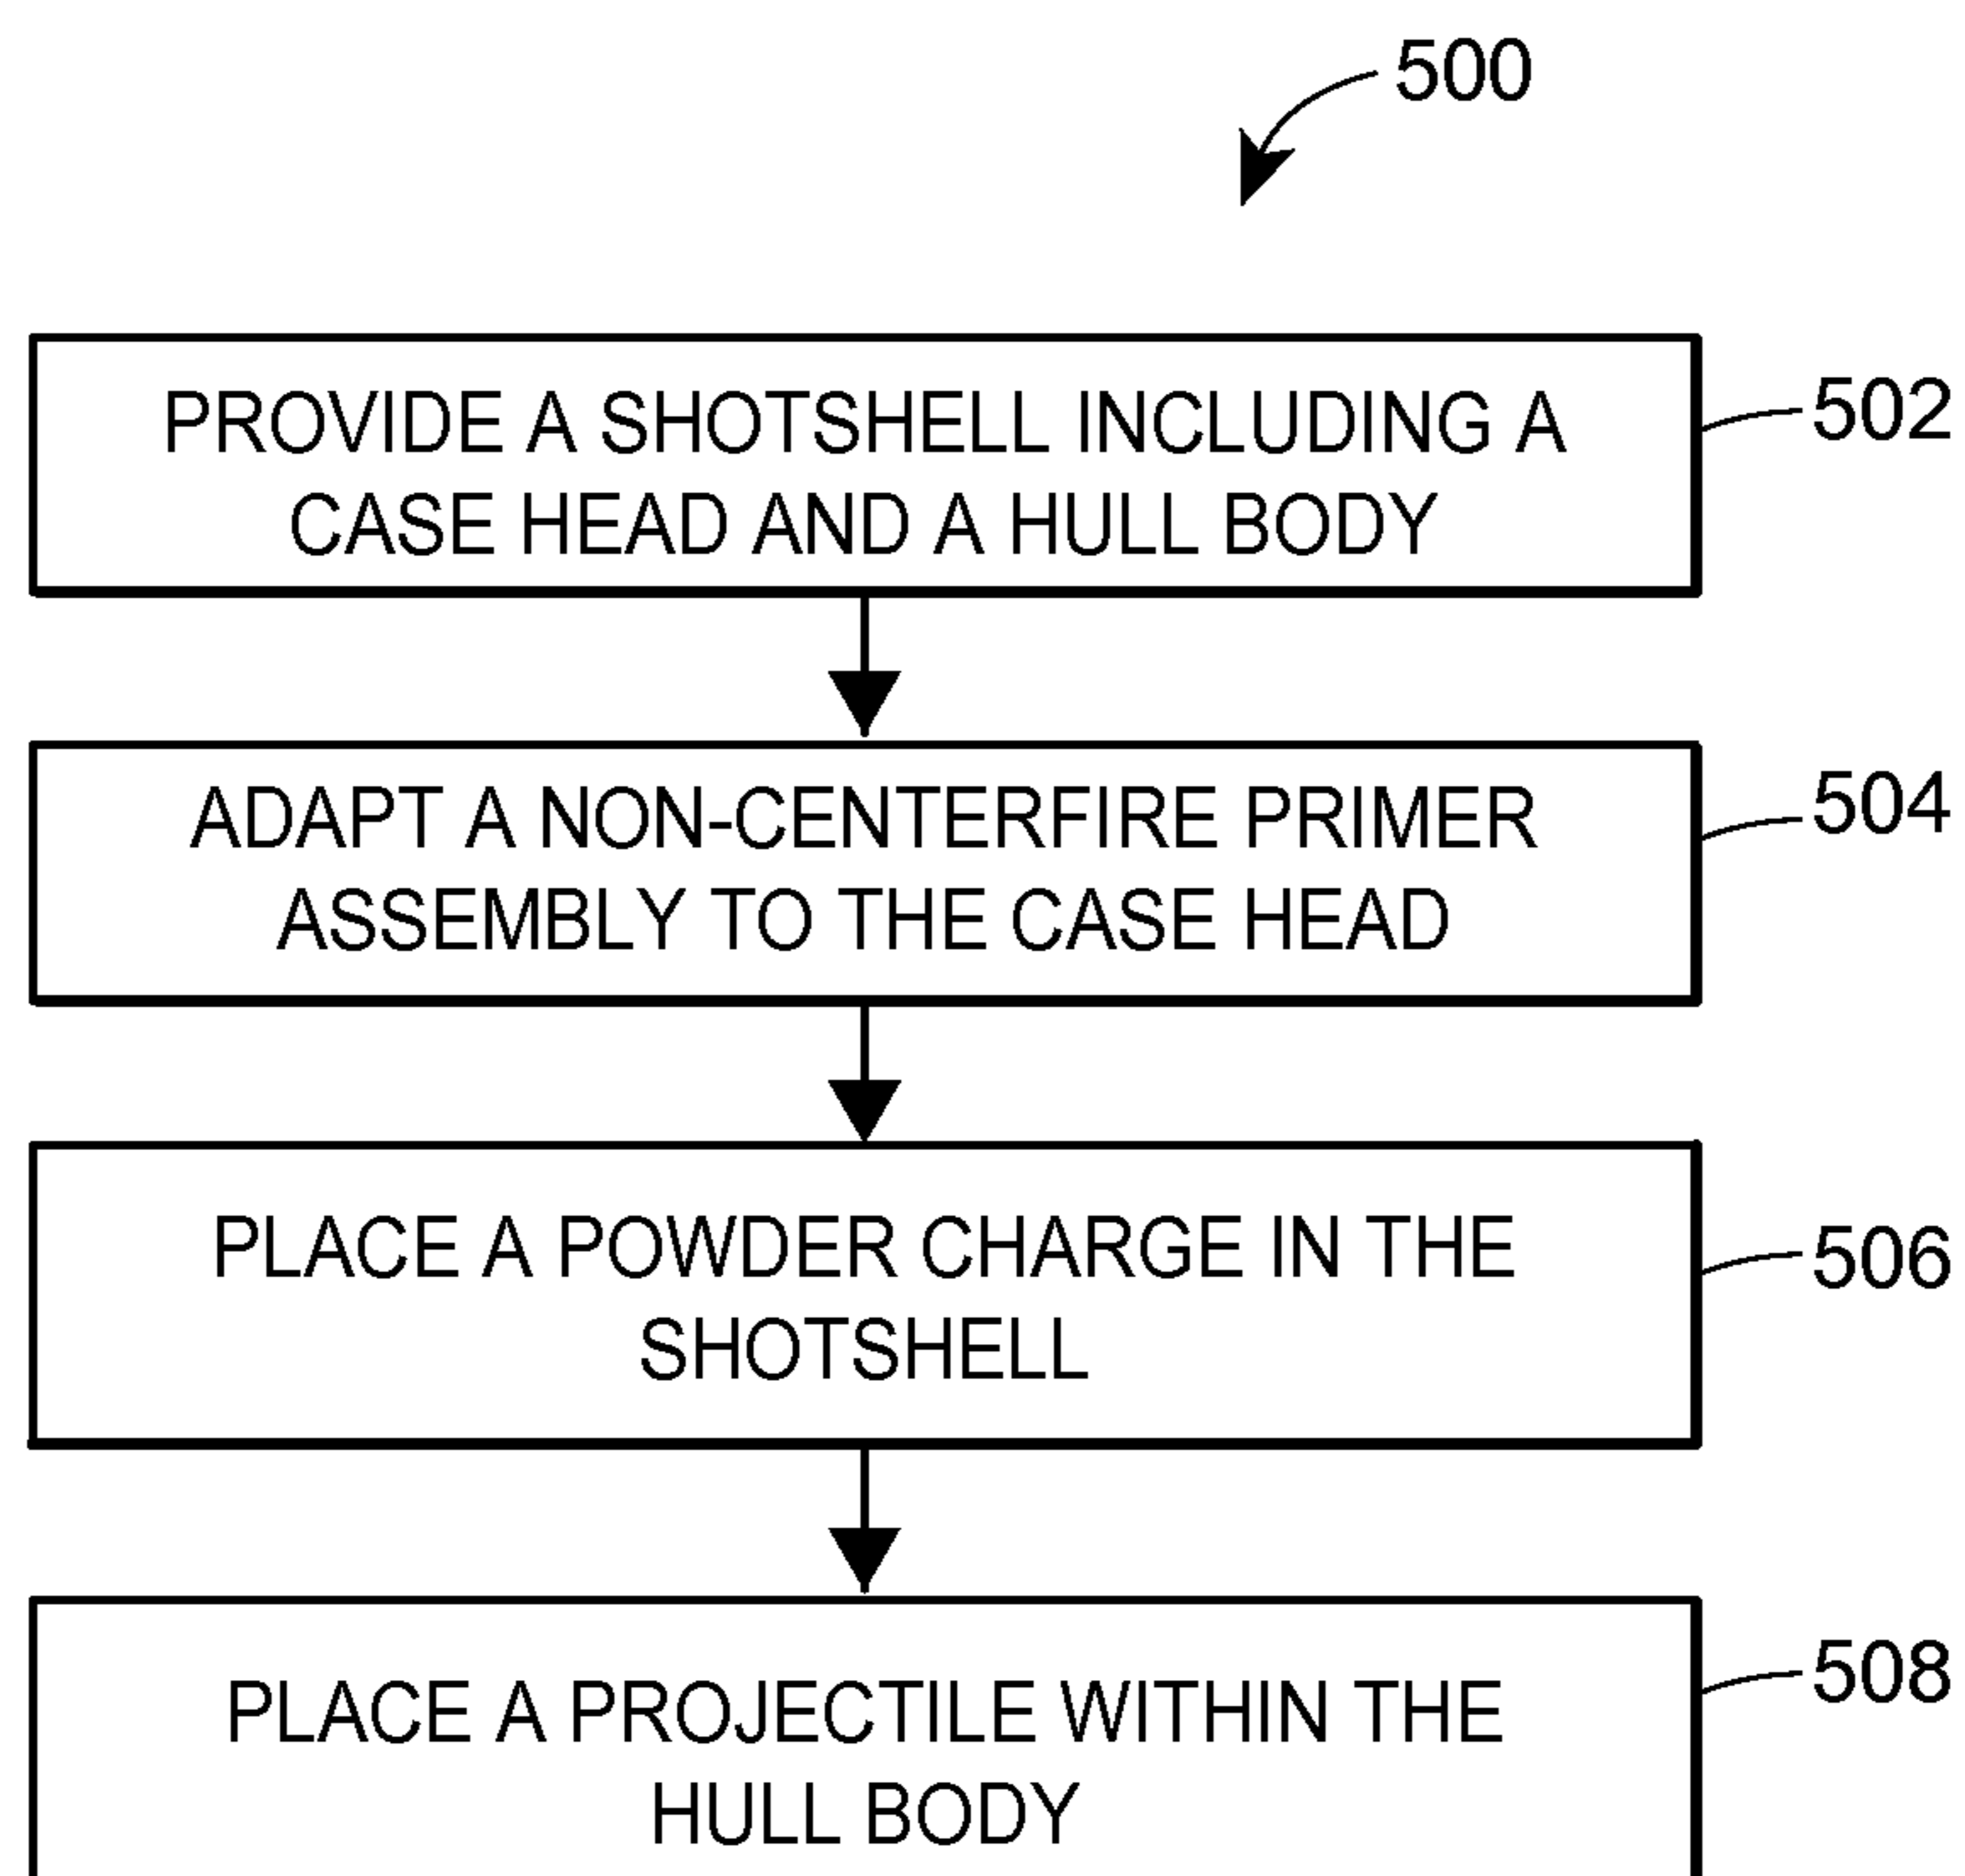 500
PROVIDE A SHOTSHELL INCLUDING A
CASE HEAD AND A HULL BODY
502
ADAPT A NON-CENTERFIRE PRIMER
ASSEMBLY TO THE CASE HEAD
504
PLACE A POWDER CHARGE IN THE
SHOTSHELL
506
PLACE A PROJECTILE WITHIN THE
HULL BODY
508